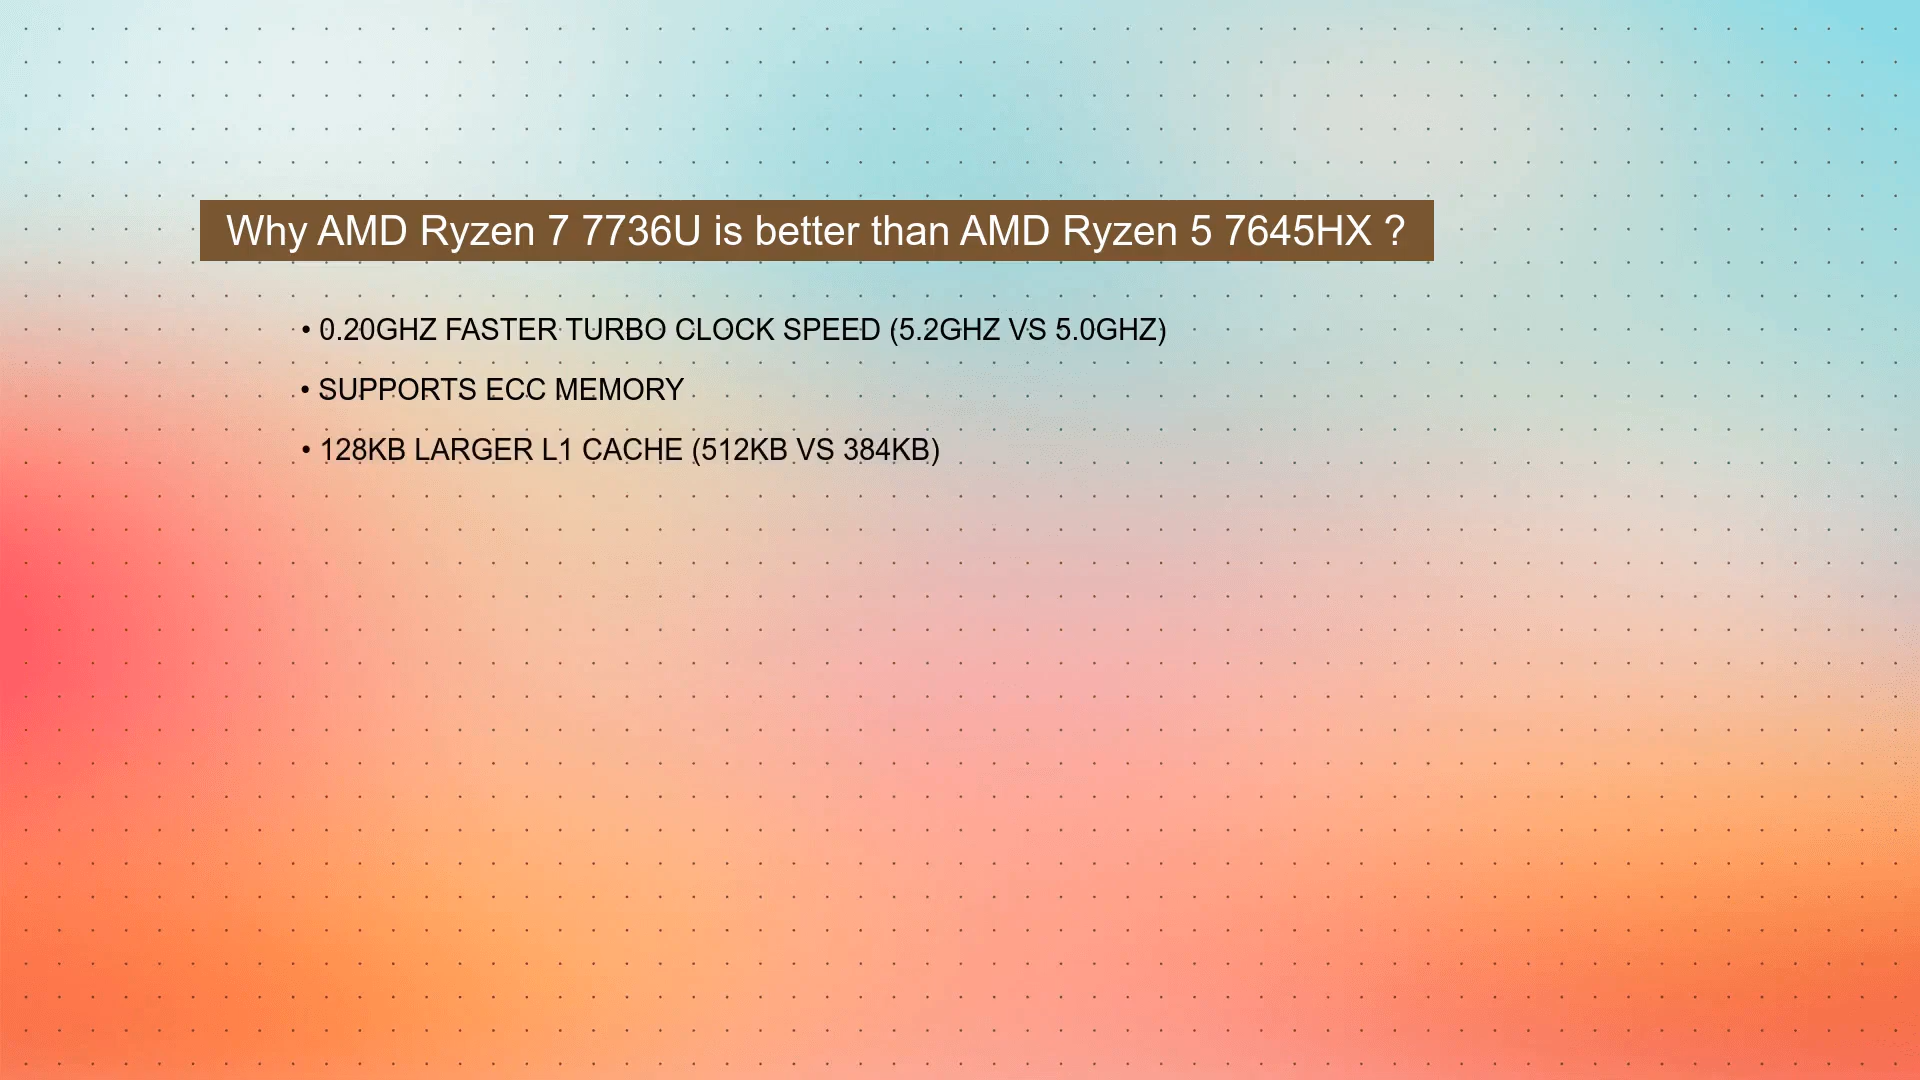 Why AMD Ryzen 7 7736U is better than AMD Ryzen 5 7645HX ?
• 0.20GHZ FASTER TURBO CLOCK SPEED (5.2GHZ VS 5.0GHZ)
• SUPPORTS ECC MEMORY
• 128KB LARGER L1 CACHE (512KB VS 384KB)